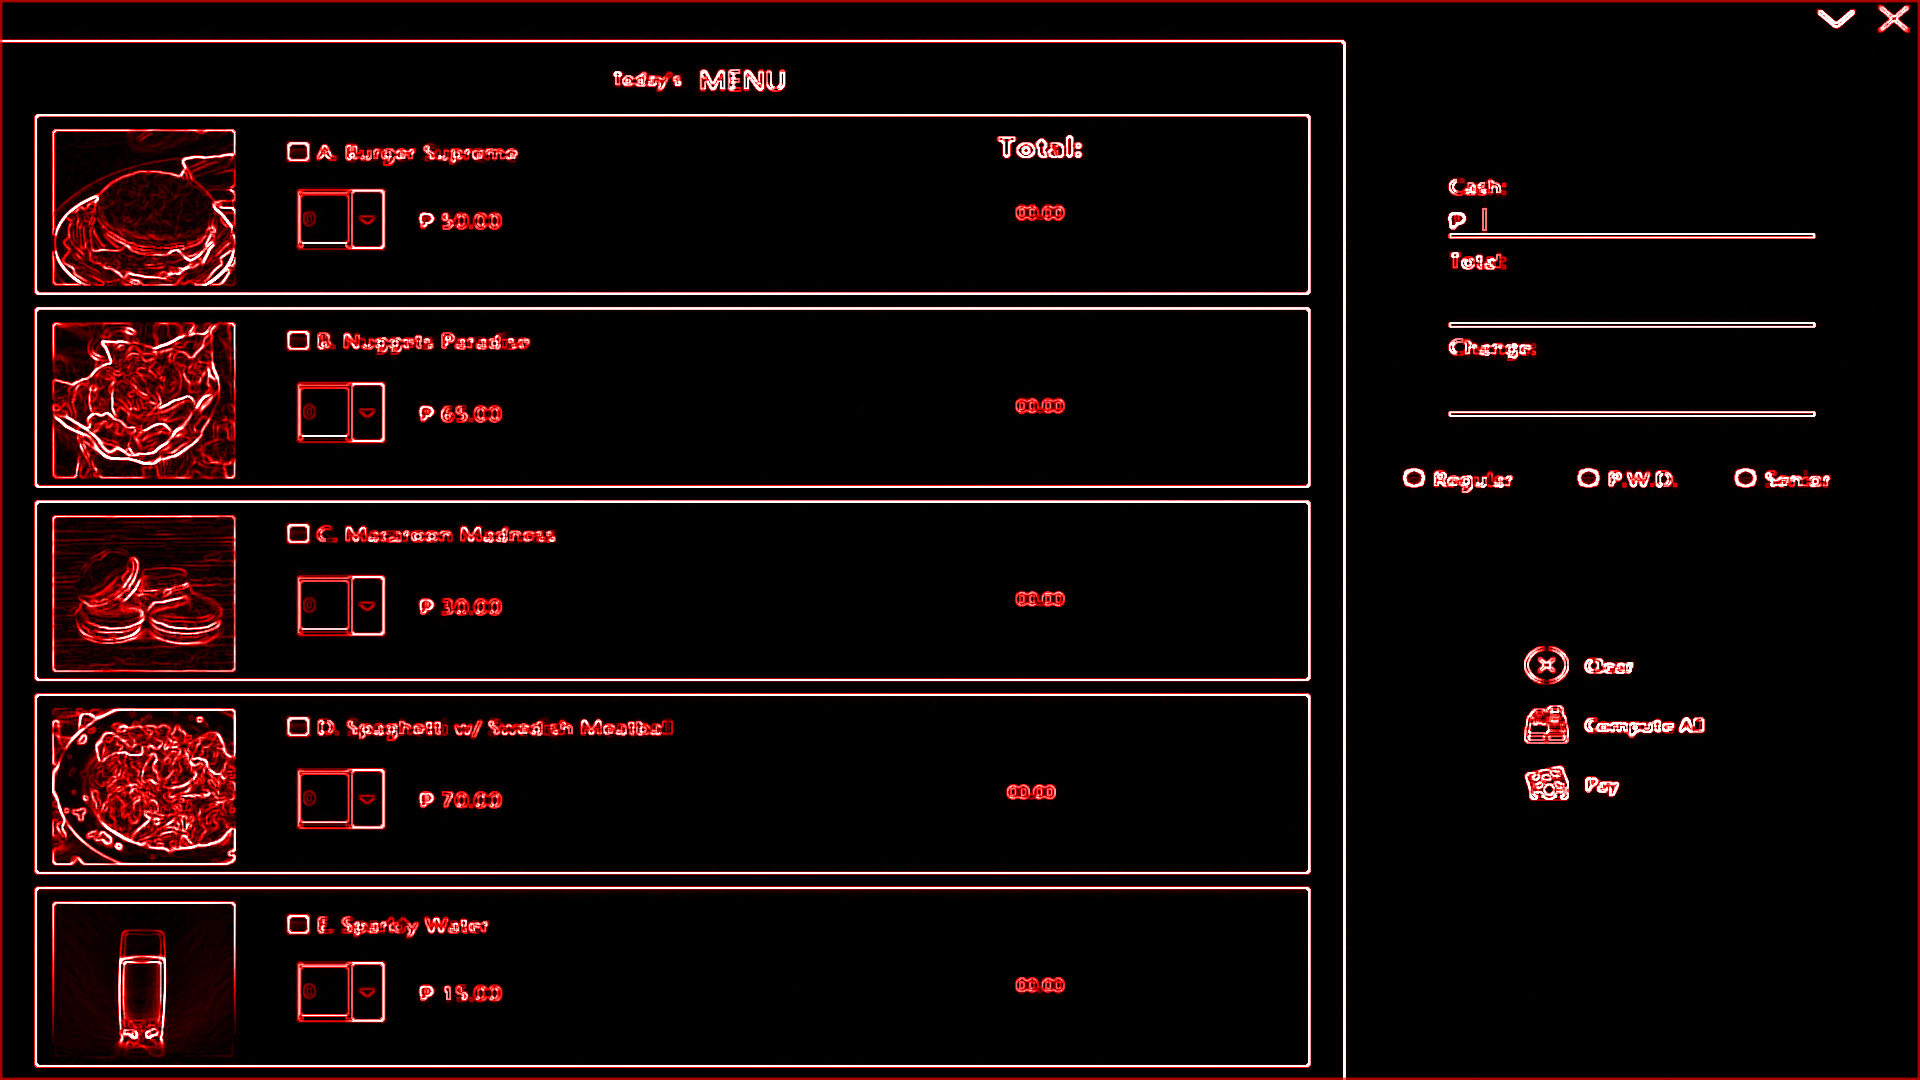 Today's MENU
A. Burger Supreme
Total:
0
P 50.00
00.00
B. Nuggets Paradise
0
P 65.00
00.00
C. Macaroon Madness
0
P 30.00
00.00
D. Spaghetti w/ Swedish Meatball
0
P 70.00
00.00
E. Sparkly Water
0
P 15.00
00.00
Cash:
P
Total:
Change:
Regular
P.W.D.
Senior
Clear
Compute All
Pay